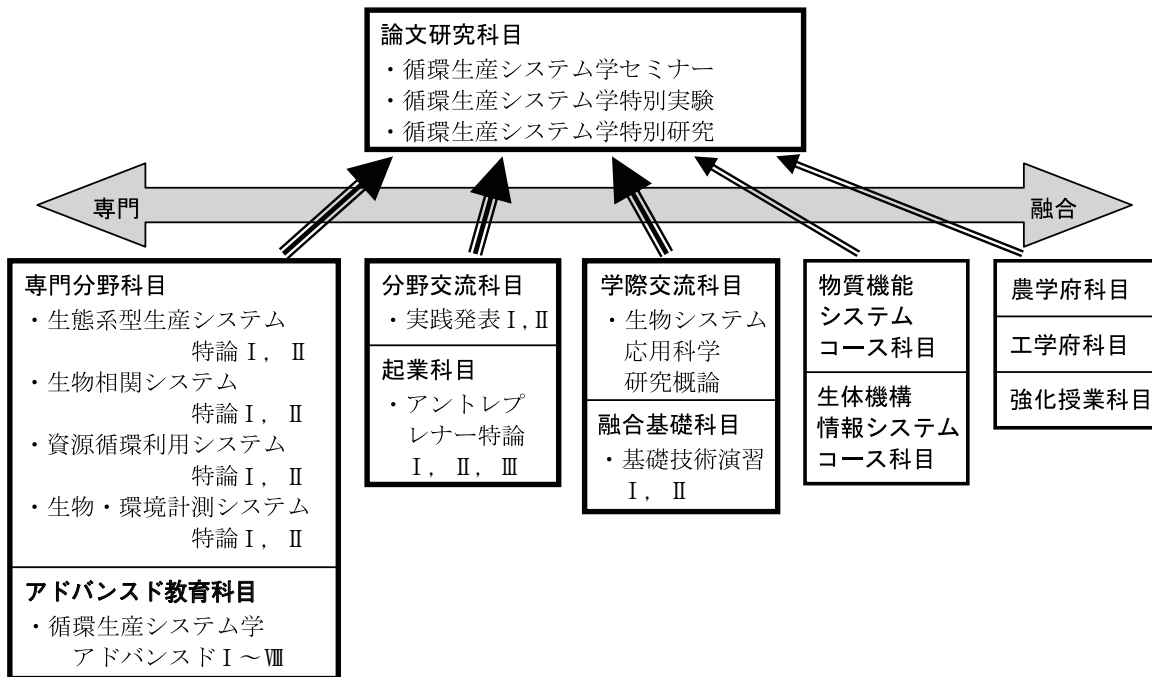 論文研究科目
・循環生産システム学セミナー
・循環生産システム学特別実験
・循環生産システム学特別研究
専門
融合
専門分野科目
・生態系型生産システム
特論Ⅰ, Ⅱ
・生物相関システム
特論Ⅰ, Ⅱ
・資源循環利用システム
特論Ⅰ, Ⅱ
・生物・環境計測システム
特論Ⅰ, Ⅱ
アドバンスド教育科目
・循環生産システム学
アドバンスドⅠ～Ⅷ
分野交流科目
・実践発表Ⅰ,Ⅱ
起業科目
・アントレプ
レナー特論
Ⅰ, Ⅱ, Ⅲ
学際交流科目
・生物システム
応用科学
研究概論
融合基礎科目
・基礎技術演習
Ⅰ, Ⅱ
物質機能
システム
コース科目
生体機構
情報システム
コース科目
農学府科目
工学府科目
強化授業科目